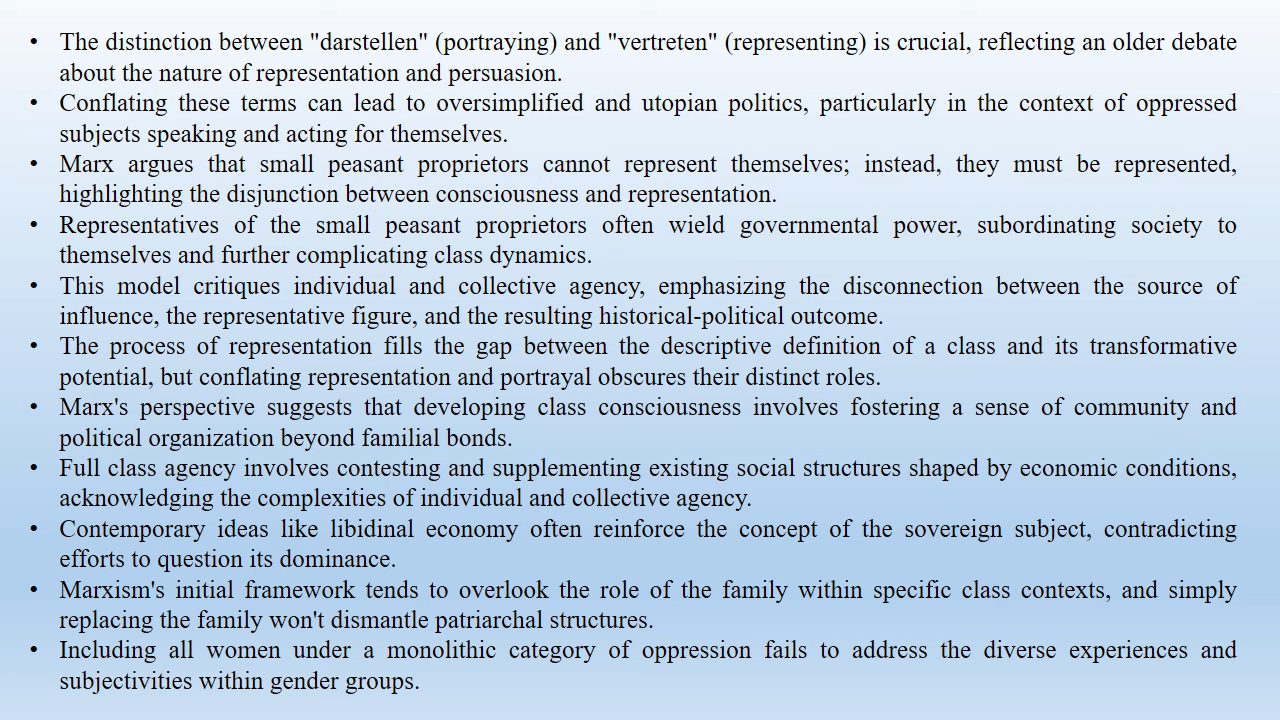 • The distinction between "darstellen" (portraying) and "vertreten" (representing) is crucial, reflecting an older debate
about the nature of representation and persuasion.
• Conflating these terms can lead to oversimplified and utopian politics, particularly in the context of oppressed
subjects speaking and acting for themselves.
• Marx argues that small peasant proprietors cannot represent themselves; instead, they must be represented,
highlighting the disjunction between consciousness and representation.
• Representatives of the small peasant proprietors often wield governmental power, subordinating society to
themselves and further complicating class dynamics.
• This model critiques individual and collective agency, emphasizing the disconnection between the source of
influence, the representative figure, and the resulting historical-political outcome.
• The process of representation fills the gap between the descriptive definition of a class and its transformative
potential, but conflating representation and portrayal obscures their distinct roles.
• Marx's perspective suggests that developing class consciousness involves fostering a sense of community and
political organization beyond familial bonds.
• Full class agency involves contesting and supplementing existing social structures shaped by economic conditions,
acknowledging the complexities of individual and collective agency.
• Contemporary ideas like libidinal economy often reinforce the concept of the sovereign subject, contradicting
efforts to question its dominance.
• Marxism's initial framework tends to overlook the role of the family within specific class contexts, and simply
replacing the family won't dismantle patriarchal structures.
• Including all women under a monolithic category of oppression fails to address the diverse experiences and
subjectivities within gender groups.